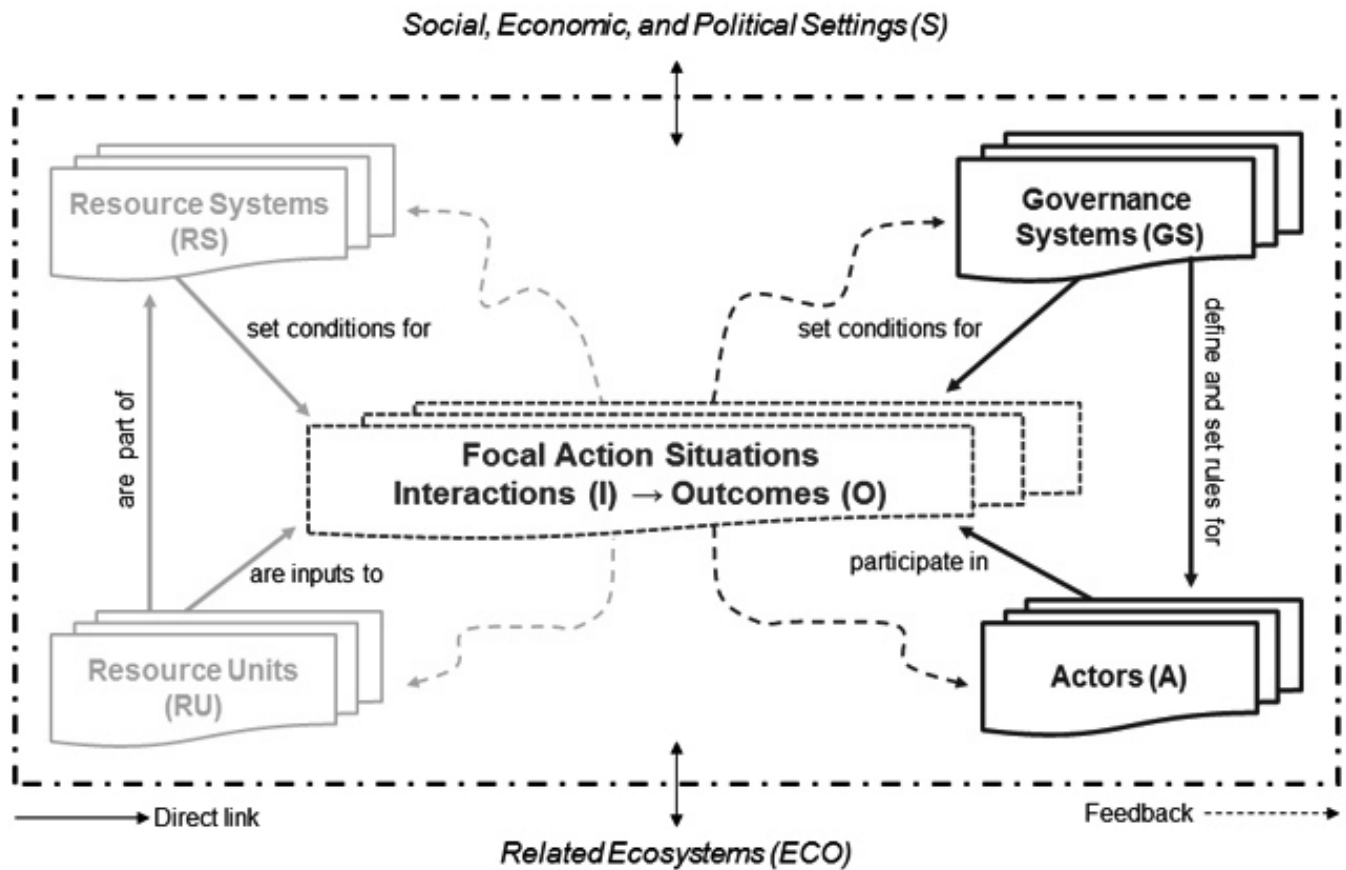 Social, Economic, and Political Settings (S)
Resource Systems
(RS)
Governance
Systems (GS)
set conditions for
set conditions for
are part of
define and set rules for
Focal Action Situations
Interactions (I) → Outcomes (O)
are inputs to
participate in
Resource Units
(RU)
Actors (A)
Direct link
Feedback
Related Ecosystems (ECO)